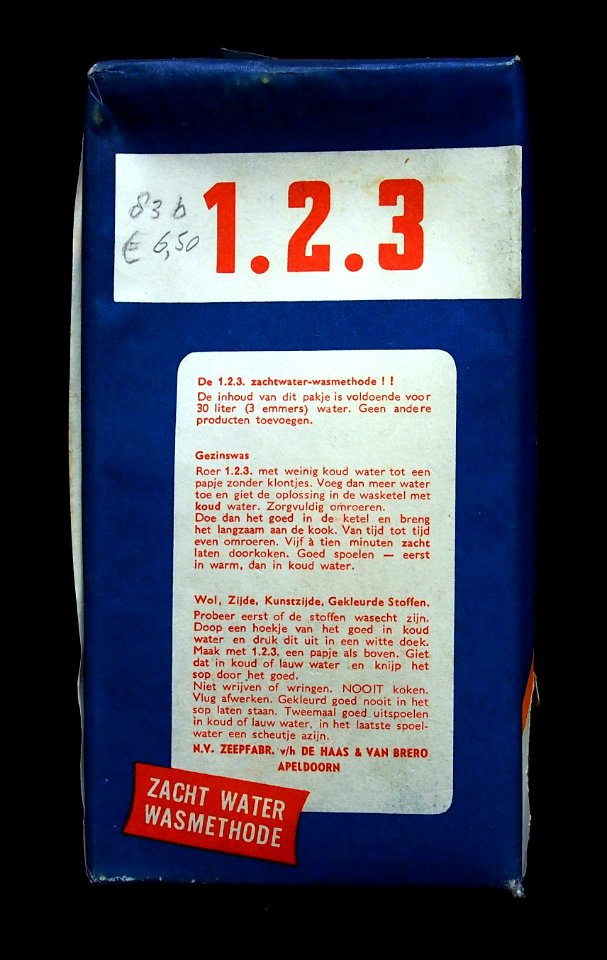 83 b
€ 6,50
1.2.3
De 1.2.3. zachtwater-wasmethode ! !
De inhoud van dit pakje is voldoende voor
30 liter (3 emmers) water. Geen andere
producten toevoegen.
Gezinswas
Roer 1.2.3. met weinig koud water tot een
papje zonder klontjes. Voeg dan meer water
toe en giet de oplossing in de wasketel met
koud water. Zorgvuldig omroeren.
Doe dan het goed in de ketel en breng
het langzaam aan de kook. Van tijd tot tijd
even omroeren. Vijf à tien minuten zacht
laten doorkoken. Goed spoelen — eerst
in warm, dan in koud water.
Wol, Zijde, Kunstzijde, Gekleurde Stoffen.
Probeer eerst of de stoffen wasecht zijn.
Doop een hoekje van het goed in koud
water en druk dit uit in een witte doek.
Maak met 1.2.3. een papje als boven. Giet
dat in koud of lauw water en knijp het
sop door het goed.
Niet wrijven of wringen. NOOIT koken.
Vlug afwerken. Gekleurd goed nooit in het
sop laten staan. Tweemaal goed uitspoelen
in koud of lauw water, in het laatste spoel-
water een scheutje azijn.
N.V. ZEEPFABR. v/h DE HAAS & VAN BRERO
APELDOORN
ZACHT WATER
WASMETHODE